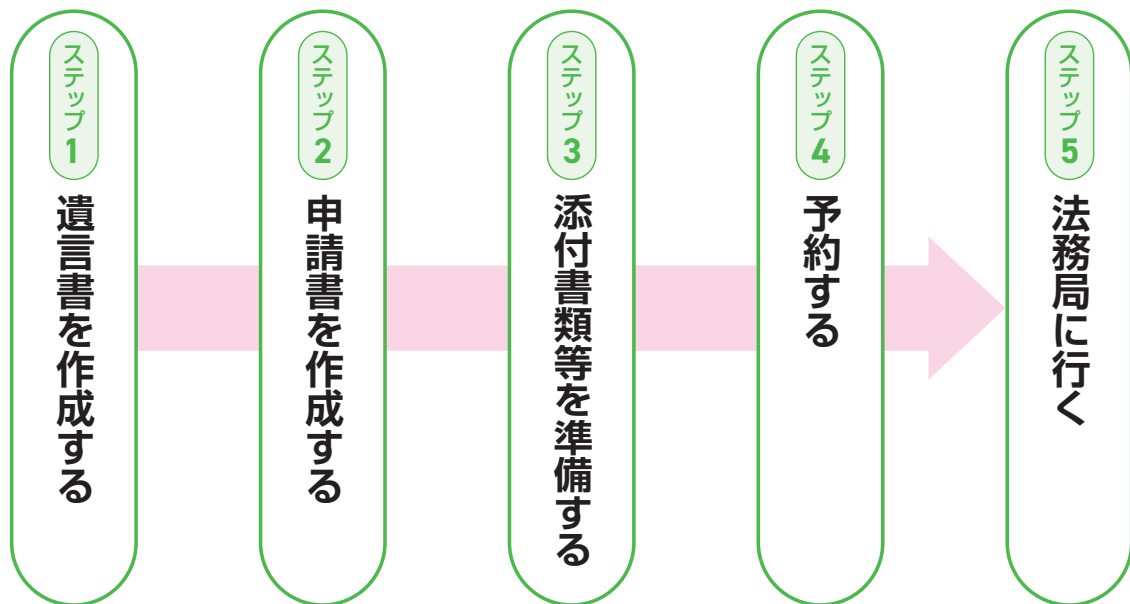 ステップ1
遺言書を作成する
ステップ2
申請書を作成する
ステップ3
添付書類等を準備する
ステップ4
予約する
ステップ5
法務局に行く